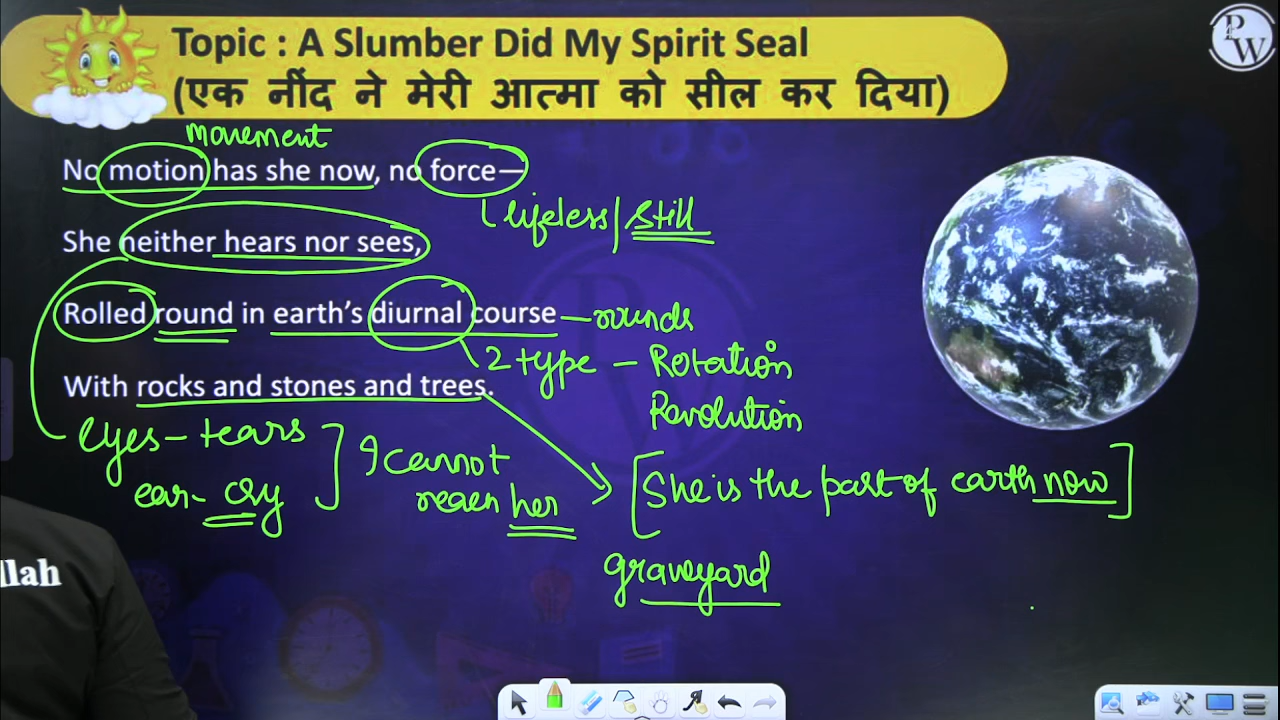 Topic : A Slumber Did My Spirit Seal
(एक नींद ने मेरी आत्मा को सील कर दिया)
PW
movement
No motion has she now, no force—
lifeless/still
She neither hears nor sees,
Rolled round in earth's diurnal course — rounds
2 type – Rotation
With rocks and stones and trees.
Revolution
eyes – tears
ear – cry
I cannot
reach her
[She is the part of earth now]
graveyard
llah